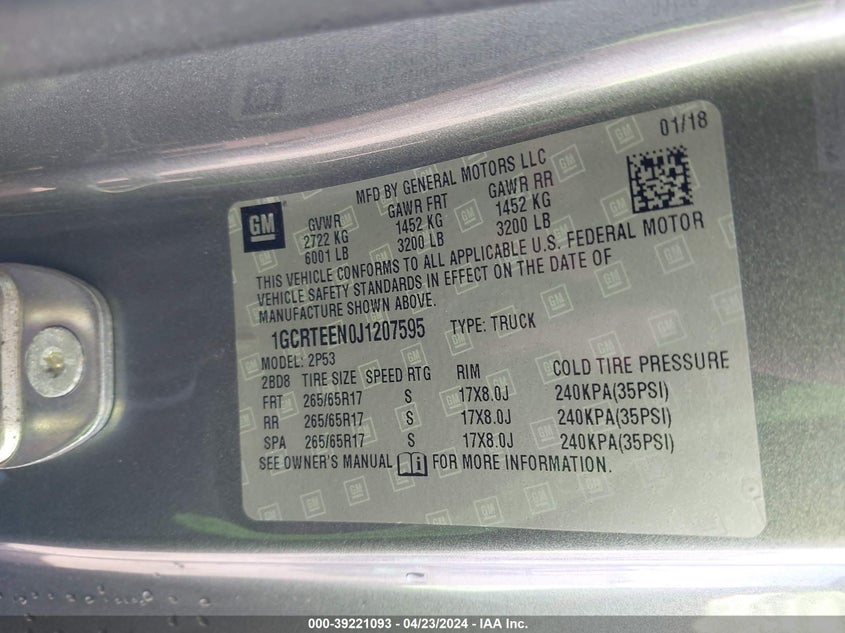 01/18
MFD BY GENERAL MOTORS LLC
GM
GVWR GAWR FRT GAWR RR
2722 KG 1452 KG 1452 KG
6001 LB 3200 LB 3200 LB
THIS VEHICLE CONFORMS TO ALL APPLICABLE U.S. FEDERAL MOTOR
VEHICLE SAFETY STANDARDS IN EFFECT ON THE DATE OF
MANUFACTURE SHOWN ABOVE.
1GCRTEEN0J1207595 TYPE: TRUCK
MODEL: 2P53
2BD8 TIRE SIZE SPEED RTG RIM COLD TIRE PRESSURE
FRT 265/65R17 S 17X8.0J 240KPA(35PSI)
RR 265/65R17 S 17X8.0J 240KPA(35PSI)
SPA 265/65R17 S 17X8.0J 240KPA(35PSI)
SEE OWNER'S MANUAL FOR MORE INFORMATION.
000-39221093 - 04/23/2024 - IAA Inc.